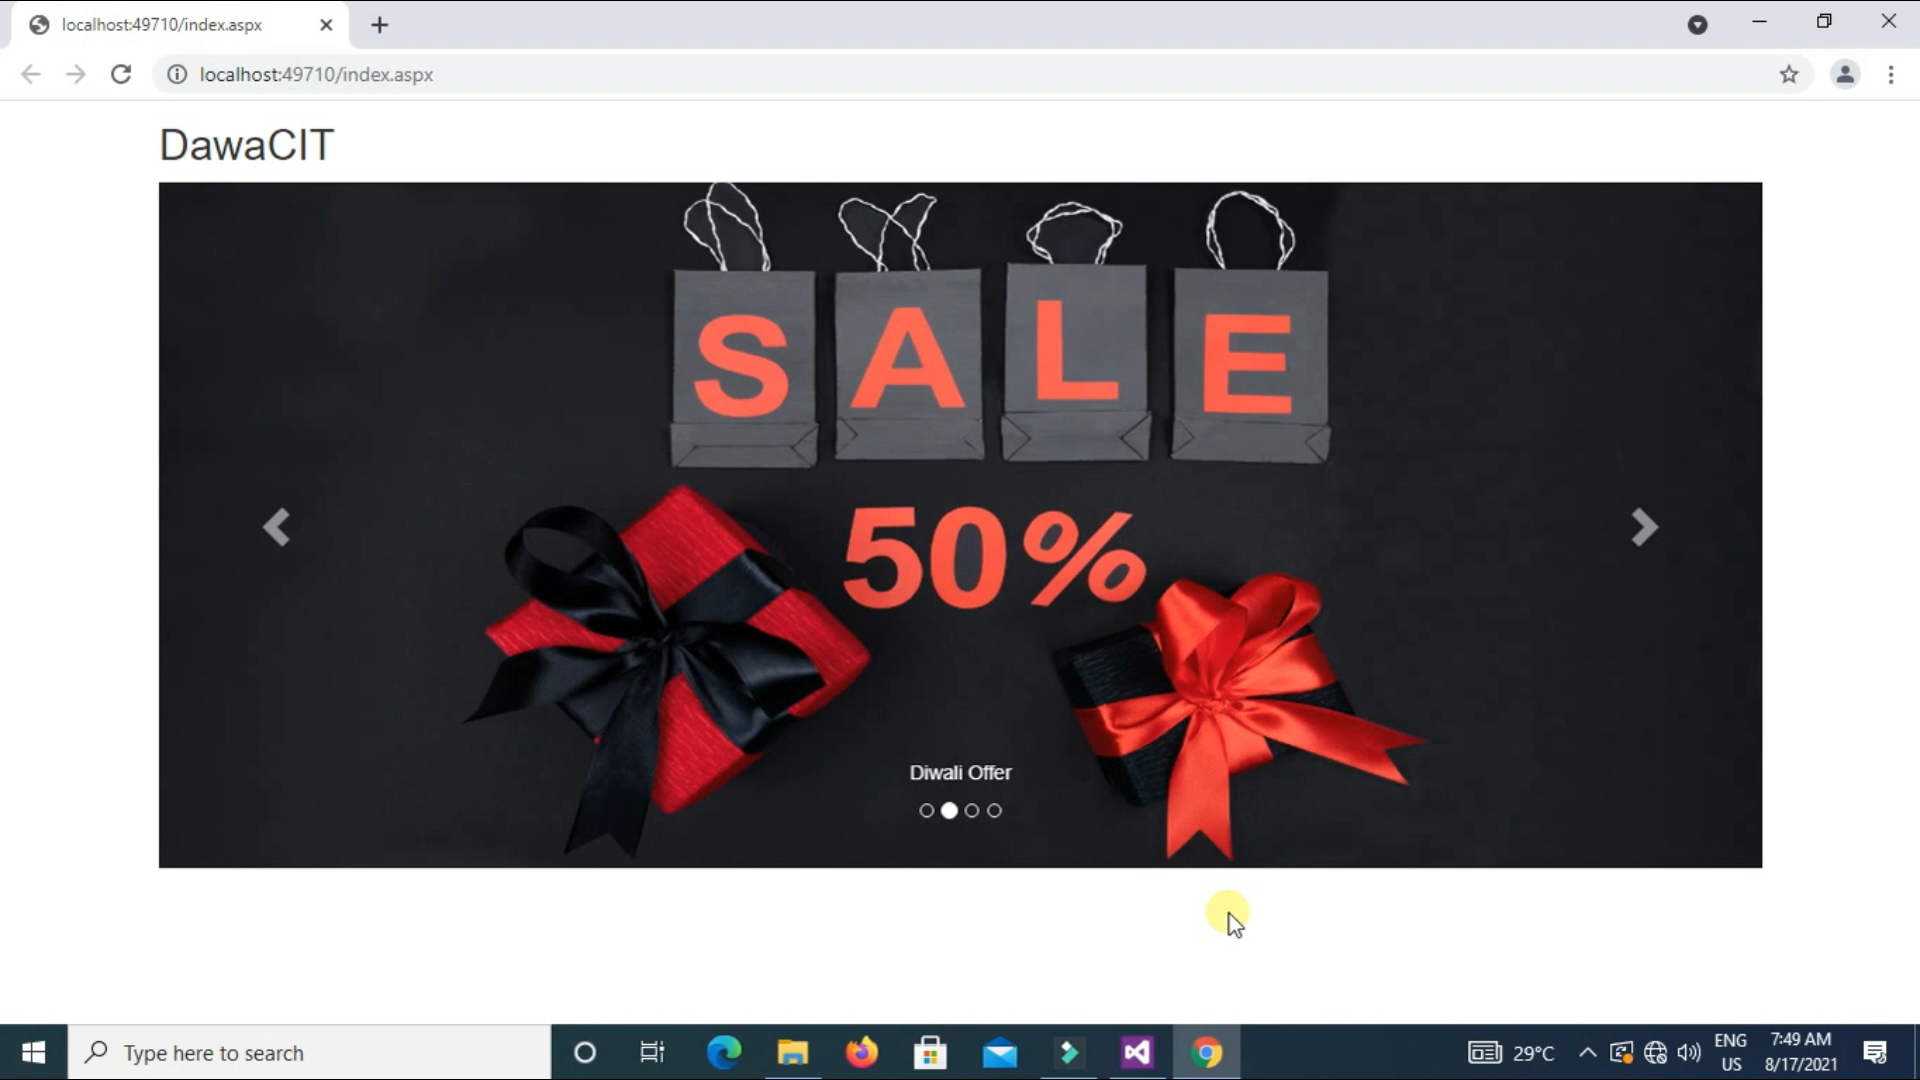 localhost:49710/index.aspx
localhost:49710/index.aspx
DawaCIT
SALE
50%
Diwali Offer
Type here to search
29°C
ENG
US
7:49 AM
8/17/2021